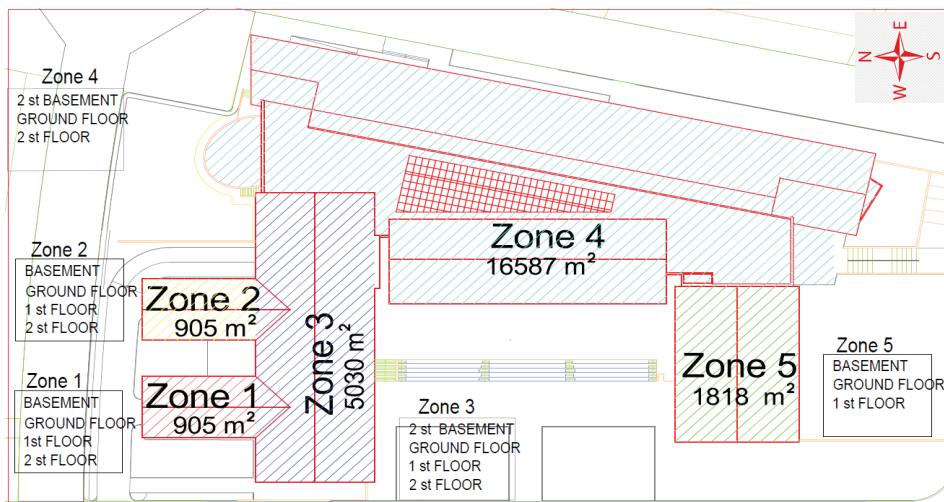 E
N
S
W
Zone 4
2 st BASEMENT
GROUND FLOOR
2 st FLOOR
Zone 2
BASEMENT
GROUND FLOOR
1 st FLOOR
2 st FLOOR
Zone 1
BASEMENT
GROUND FLOOR
1st FLOOR
2 st FLOOR
Zone 2
905 m²
Zone 1
905 m²
Zone 3
5030 m²
Zone 4
16587 m²
Zone 5
1818 m²
Zone 3
2 st BASEMENT
GROUND FLOOR
1 st FLOOR
2 st FLOOR
Zone 5
BASEMENT
GROUND FLOOR
1 st FLOOR